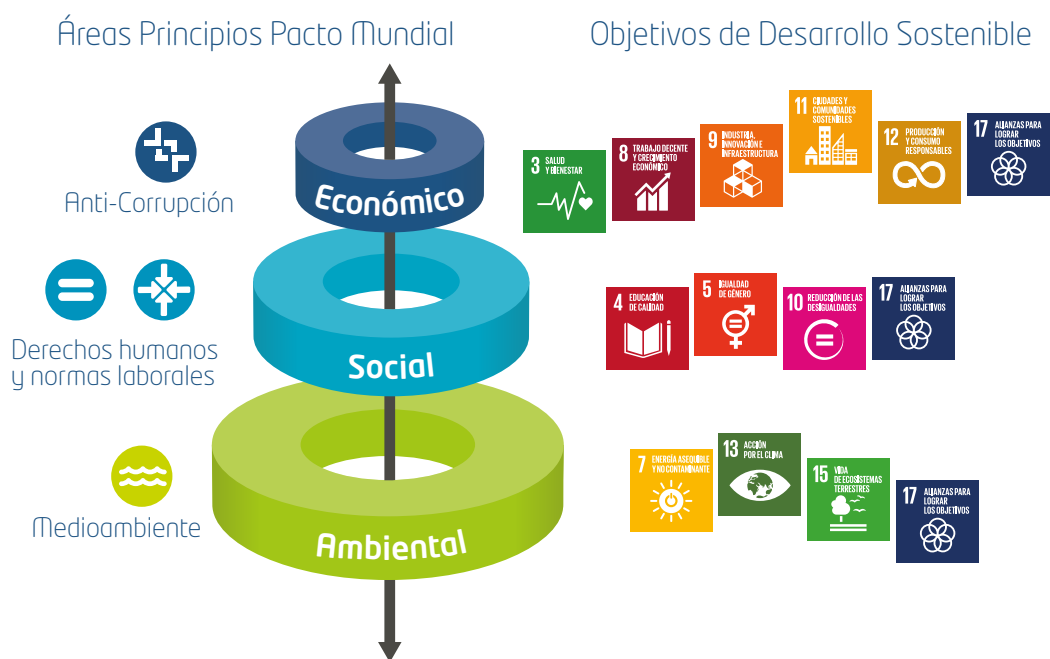 Áreas Principios Pacto Mundial
Objetivos de Desarrollo Sostenible
Anti-Corrupción
Económico
3 SALUD
Y BIENESTAR
8 TRABAJO DECENTE
Y CRECIMIENTO
ECONÓMICO
9 INDUSTRIA,
INNOVACIÓN E
INFRAESTRUCTURA
11 CIUDADES Y
COMUNIDADES
SOSTENIBLES
12 PRODUCCIÓN
Y CONSUMO
RESPONSABLES
17 ALIANZAS PARA
LOGRAR
LOS OBJETIVOS
Derechos humanos
y normas laborales
Social
4 EDUCACIÓN
DE CALIDAD
5 IGUALDAD
DE GÉNERO
10 REDUCCIÓN DE LAS
DESIGUALDADES
17 ALIANZAS PARA
LOGRAR
LOS OBJETIVOS
Medioambiente
Ambiental
7 ENERGÍA ASEQUIBLE
Y NO CONTAMINANTE
13 ACCIÓN
POR EL CLIMA
15 VIDA
DE ECOSISTEMAS
TERRESTRES
17 ALIANZAS PARA
LOGRAR
LOS OBJETIVOS